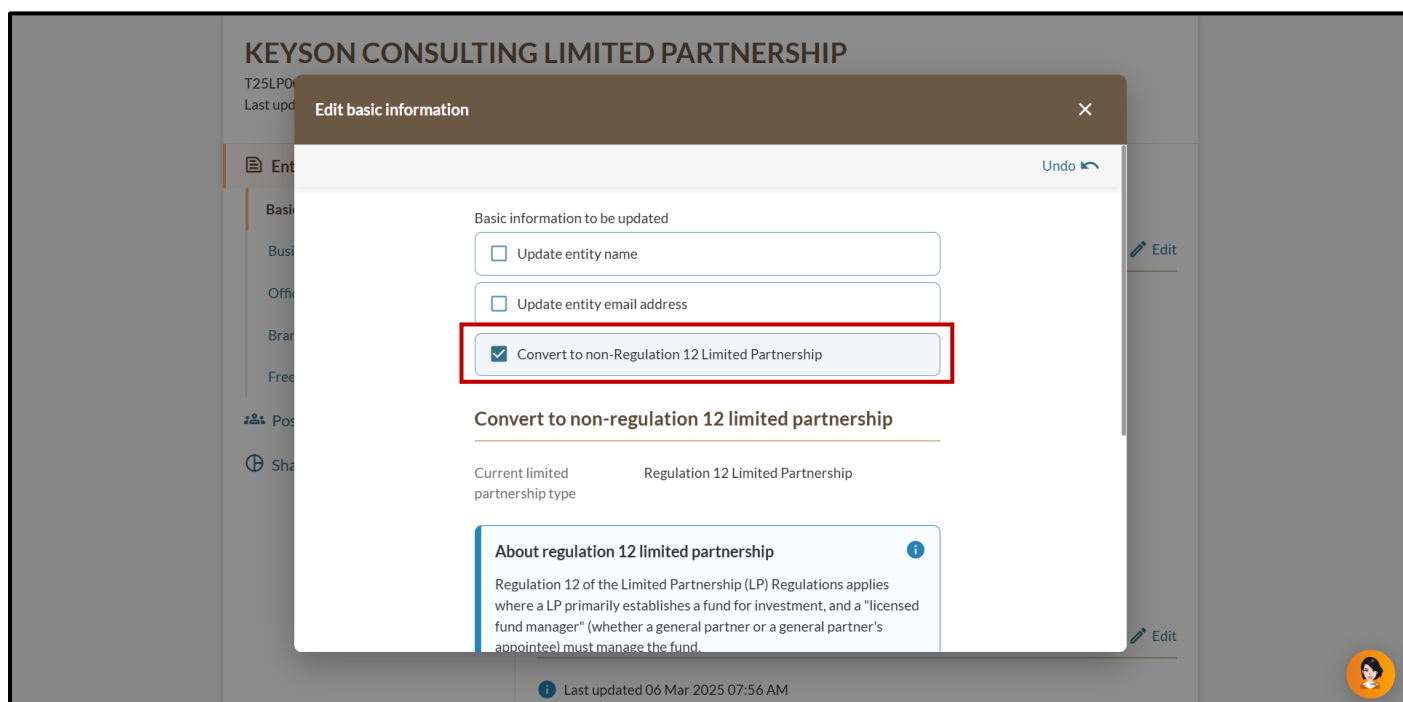 KEYSON CONSULTING LIMITED PARTNERSHIP
T25LP0
Last upd
Edit basic information
Undo
Ent
Basi
Busi
Offi
Bran
Free
Pos
Sha
Basic information to be updated
Update entity name
Update entity email address
Convert to non-Regulation 12 Limited Partnership
Convert to non-regulation 12 limited partnership
Current limited partnership type
Regulation 12 Limited Partnership
About regulation 12 limited partnership
Regulation 12 of the Limited Partnership (LP) Regulations applies
where a LP primarily establishes a fund for investment, and a "licensed
fund manager" (whether a general partner or a general partner's
appointee) must manage the fund.
Edit
Edit
Last updated 06 Mar 2025 07:56 AM